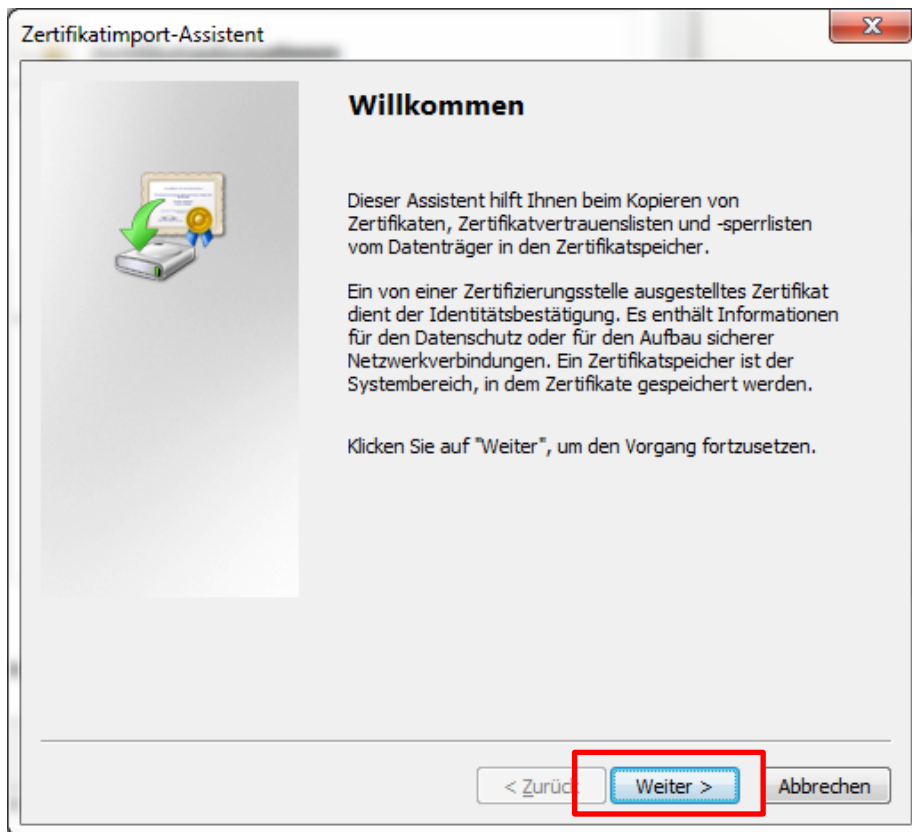 Zertifikatimport-Assistent
Willkommen
Dieser Assistent hilft Ihnen beim Kopieren von
Zertifikaten, Zertifikatvertrauenslisten und -sperrlisten
vom Datenträger in den Zertifikatspeicher.
Ein von einer Zertifizierungsstelle ausgestelltes Zertifikat
dient der Identitätsbestätigung. Es enthält Informationen
für den Datenschutz oder für den Aufbau sicherer
Netzwerkverbindungen. Ein Zertifikatspeicher ist der
Systembereich, in dem Zertifikate gespeichert werden.
Klicken Sie auf "Weiter", um den Vorgang fortzusetzen.
< Zurück Weiter > Abbrechen